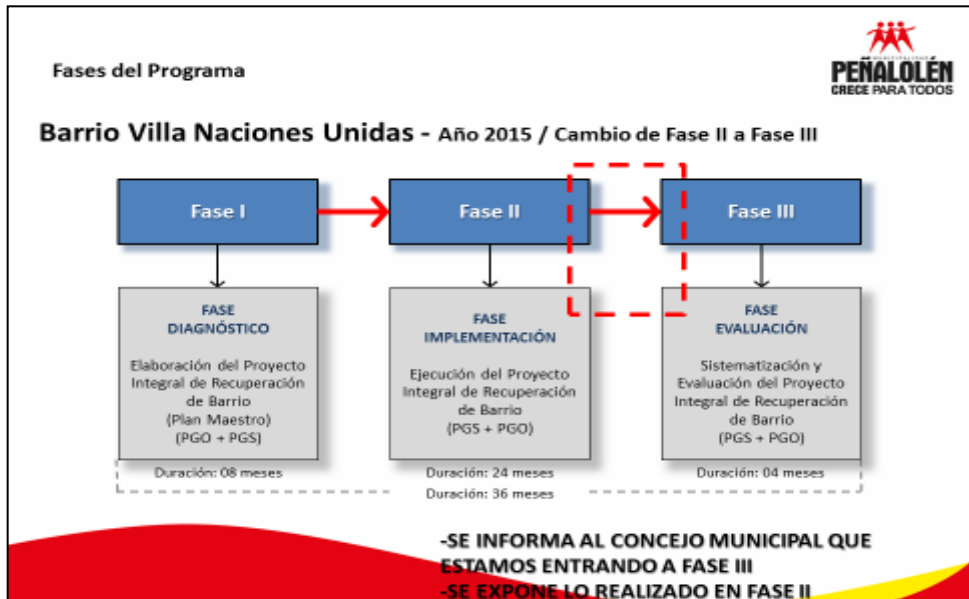 Fases del Programa
MUNICIPALIDAD
PEÑALOLÉN
CRECE PARA TODOS
Barrio Villa Naciones Unidas - Año 2015 / Cambio de Fase II a Fase III
Fase I
Fase II
Fase III
FASE
DIAGNÓSTICO
Elaboración del Proyecto
Integral de Recuperación
de Barrio
(Plan Maestro)
(PGO + PGS)
Duración: 08 meses
FASE
IMPLEMENTACIÓN
Ejecución del Proyecto
Integral de Recuperación
de Barrio
(PGS + PGO)
Duración: 24 meses
FASE
EVALUACIÓN
Sistematización y
Evaluación del Proyecto
Integral de Recuperación
de Barrio
(PGS + PGO)
Duración: 04 meses
Duración: 36 meses
-SE INFORMA AL CONCEJO MUNICIPAL QUE
ESTAMOS ENTRANDO A FASE III
-SE EXPONE LO REALIZADO EN FASE II